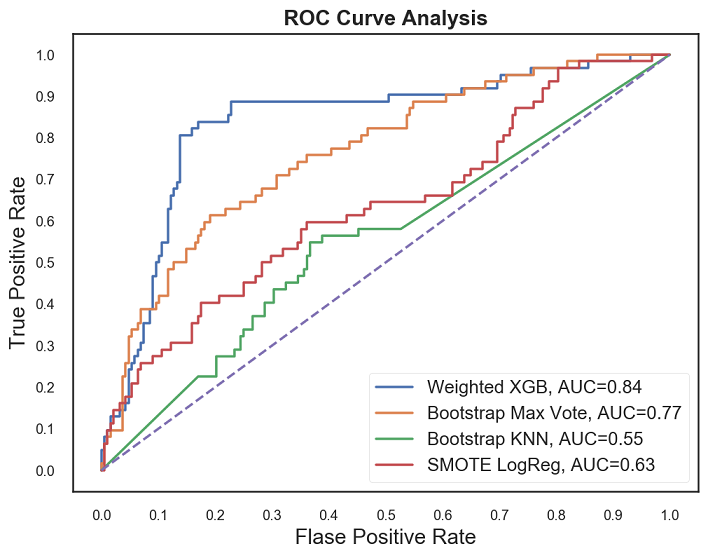 ROC Curve Analysis
1.0
0.9
0.8
0.7
0.6
0.5
0.4
0.3
0.2
0.1
0.0
True Positive Rate
Weighted XGB, AUC=0.84
Bootstrap Max Vote, AUC=0.77
Bootstrap KNN, AUC=0.55
SMOTE LogReg, AUC=0.63
0.0 0.1 0.2 0.3 0.4 0.5 0.6 0.7 0.8 0.9 1.0
Flase Positive Rate